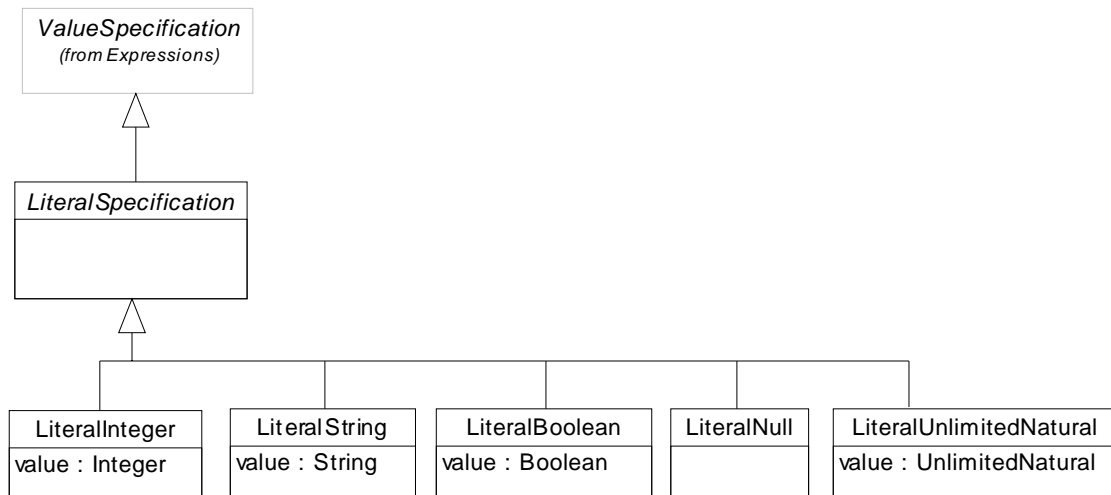 ValueSpecification
(from Expressions)
LiteralSpecification
LiteralInteger
value : Integer
LiteralString
value : String
LiteralBoolean
value : Boolean
LiteralNull
LiteralUnlimitedNatural
value : UnlimitedNatural